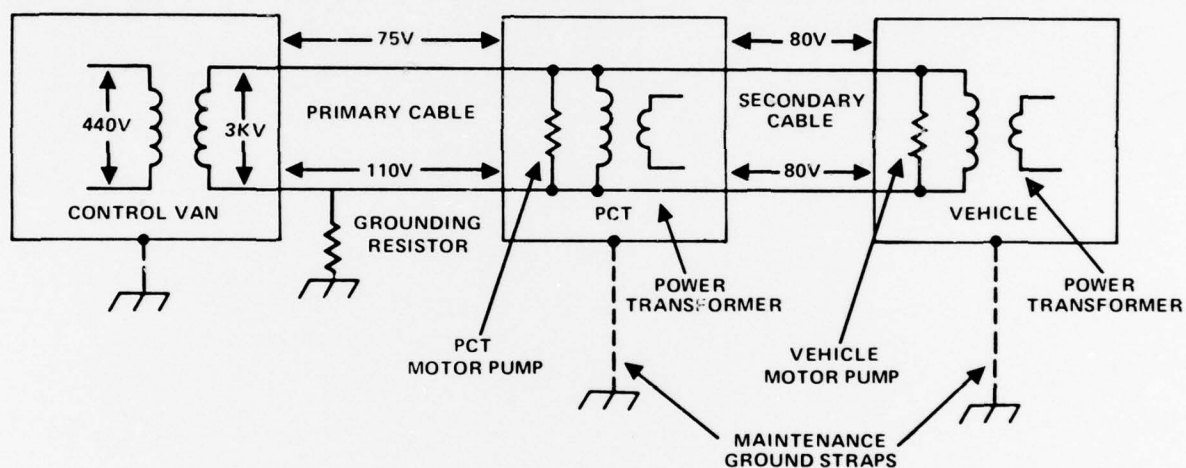 75V
80V
440V
3KV
PRIMARY CABLE
SECONDARY
CABLE
110V
80V
CONTROL VAN
GROUNDING
RESISTOR
PCT
VEHICLE
POWER
TRANSFORMER
POWER
TRANSFORMER
PCT
MOTOR PUMP
VEHICLE
MOTOR PUMP
MAINTENANCE
GROUND STRAPS